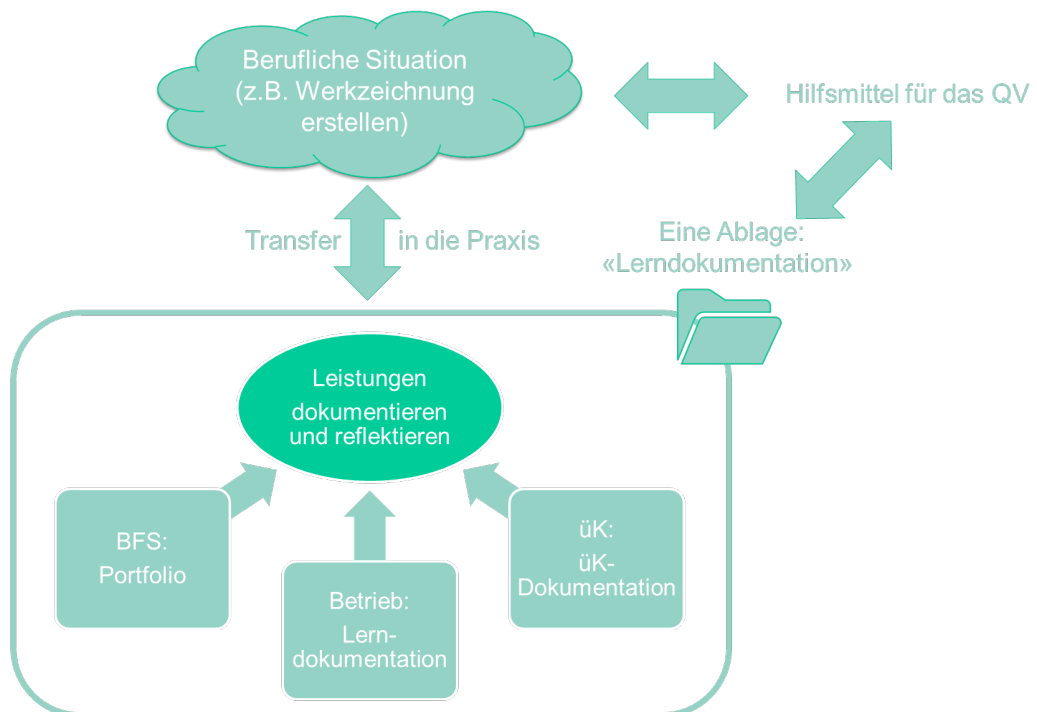 Berufliche Situation
(z.B. Werkzeichnung
erstellen)
Hilfsmittel für das QV
Transfer in die Praxis
Eine Ablage:
«Lerndokumentation»
Leistungen
dokumentieren
und reflektieren
BFS:
Portfolio
Betrieb:
Lern-
dokumentation
üK:
üK-
Dokumentation